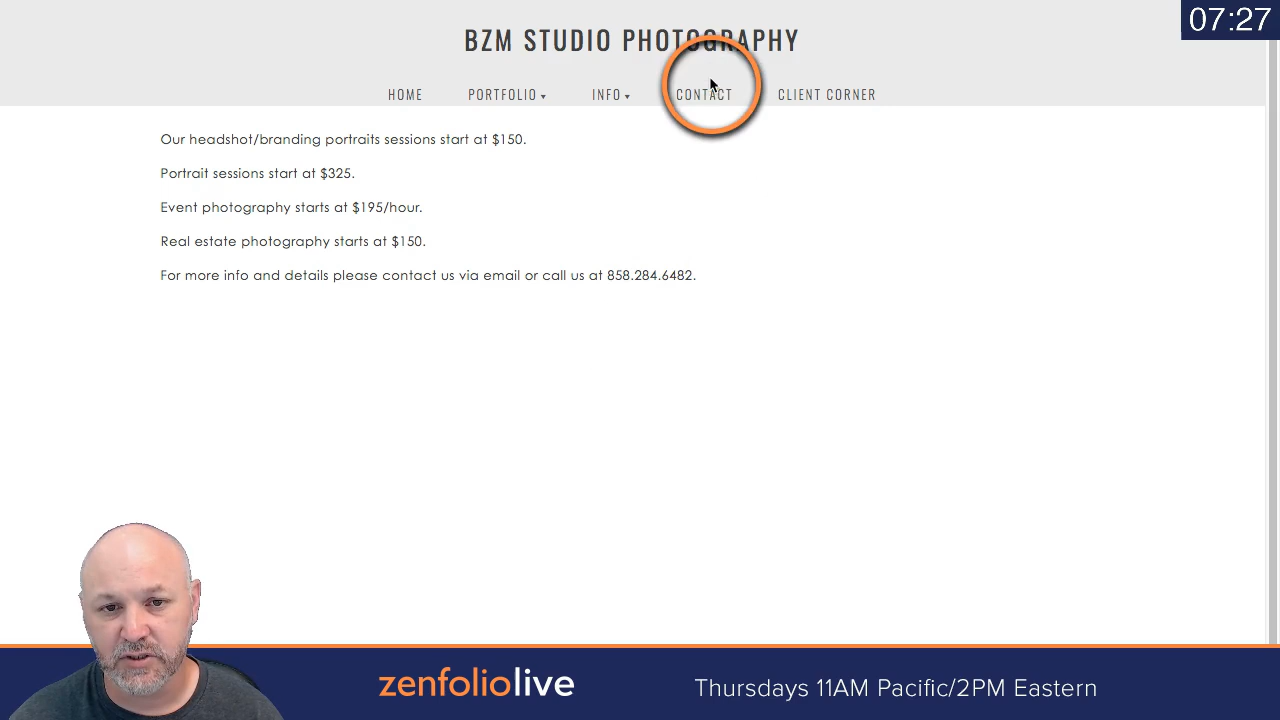 07:27
BZM STUDIO PHOTOGRAPHY
HOME PORTFOLIO INFO CONTACT CLIENT CORNER
Our headshot/branding portraits sessions start at $150.
Portrait sessions start at $325.
Event photography starts at $195/hour.
Real estate photography starts at $150.
For more info and details please contact us via email or call us at 858.284.6482.
zenfoliolive
Thursdays 11AM Pacific/2PM Eastern